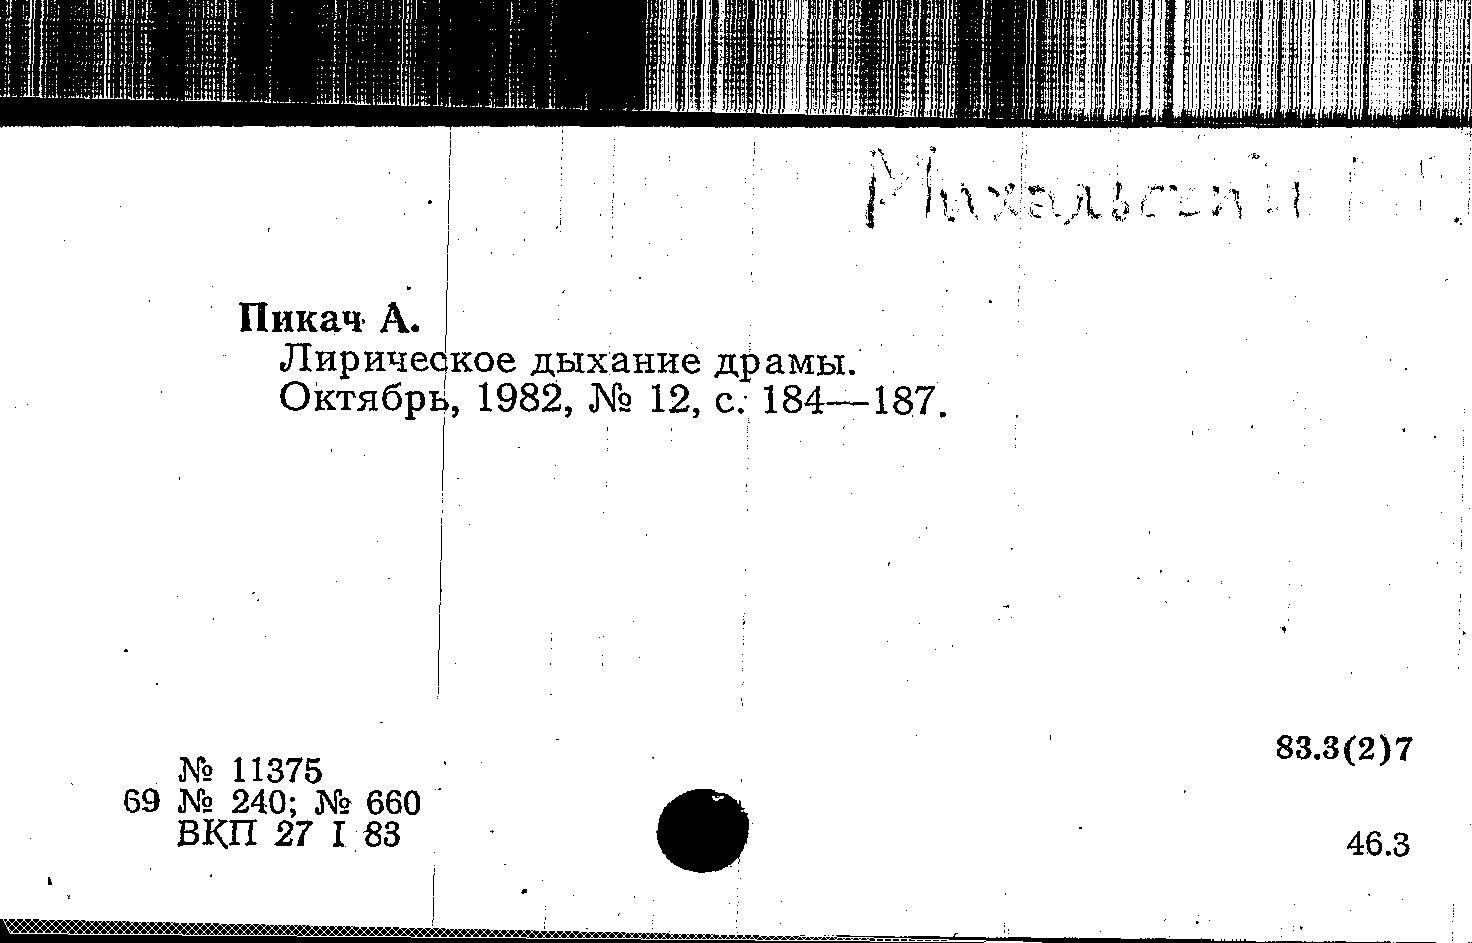 Михальский
Пикач А.
Лирическое дыхание драмы.
Октябрь, 1982, № 12, с. 184—187.
83.3(2)7
№ 11375
69 № 240; № 660
ВКП 27 I 83
46.3